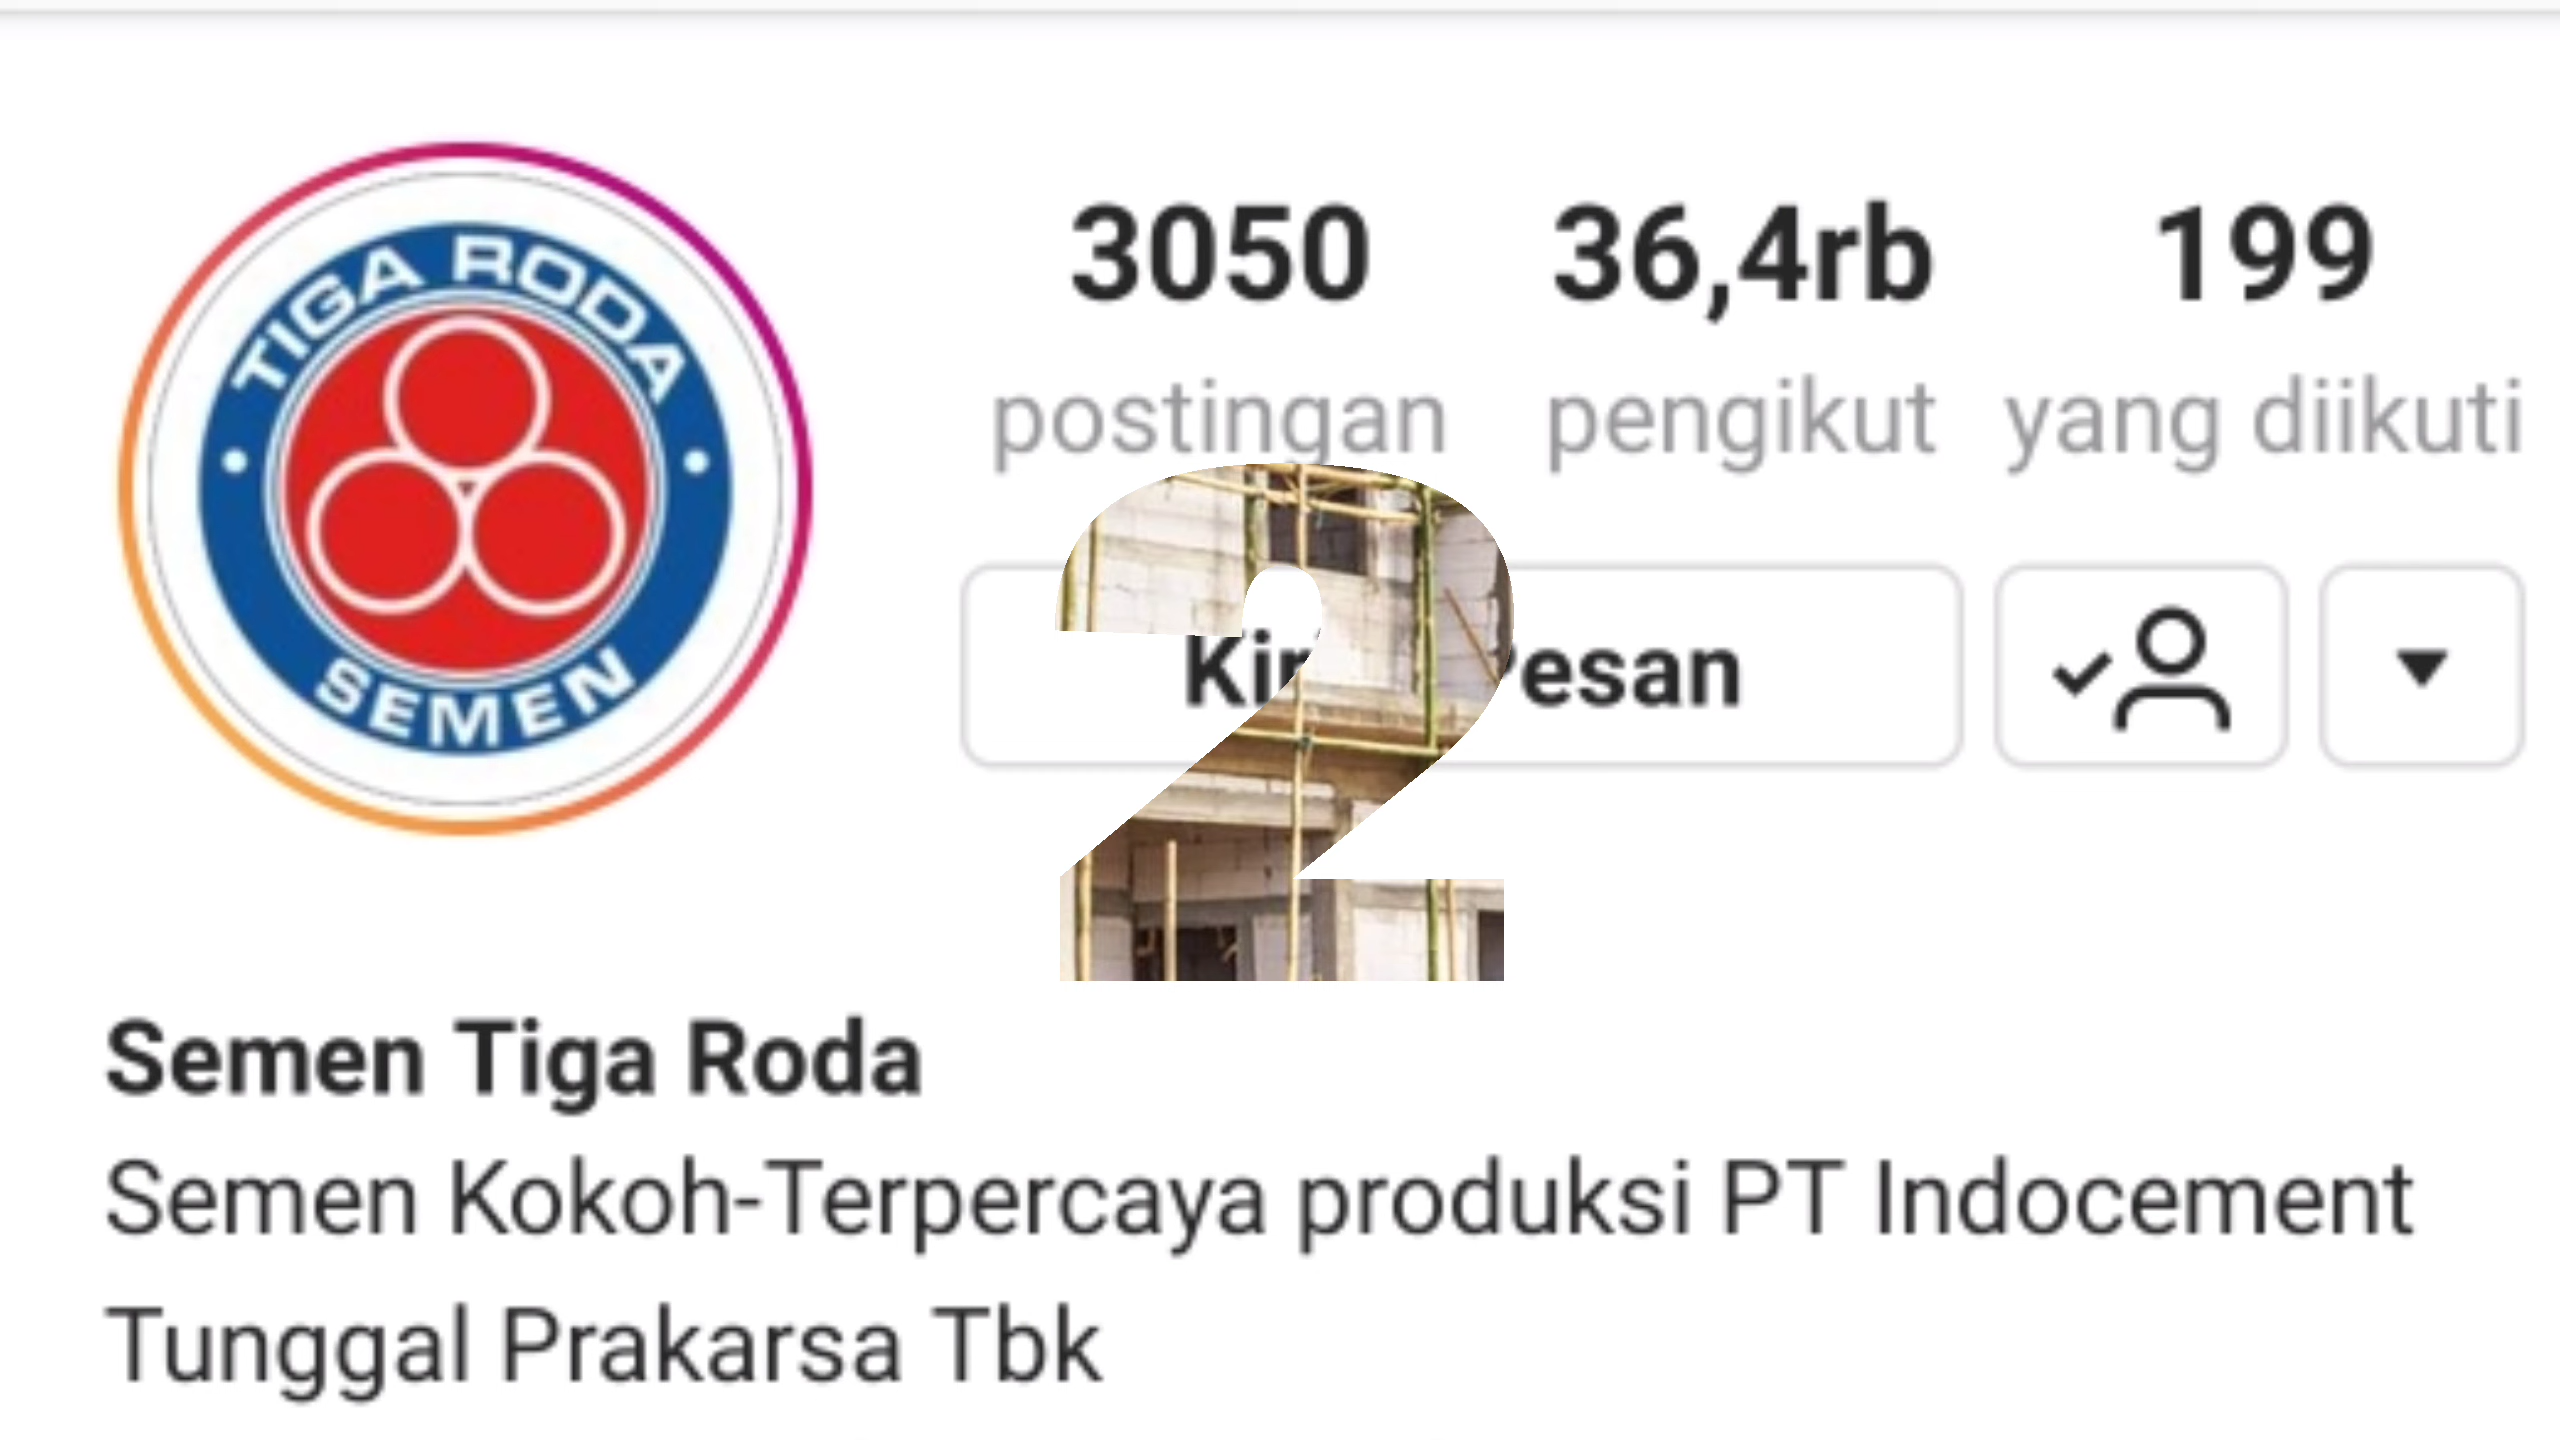 TIGA RODA
SEMEN
3050 36,4rb 199
postingan pengikut yang diikuti
2
Pesan
Semen Tiga Roda
Semen Kokoh-Terpercaya produksi PT Indocement
Tunggal Prakarsa Tbk